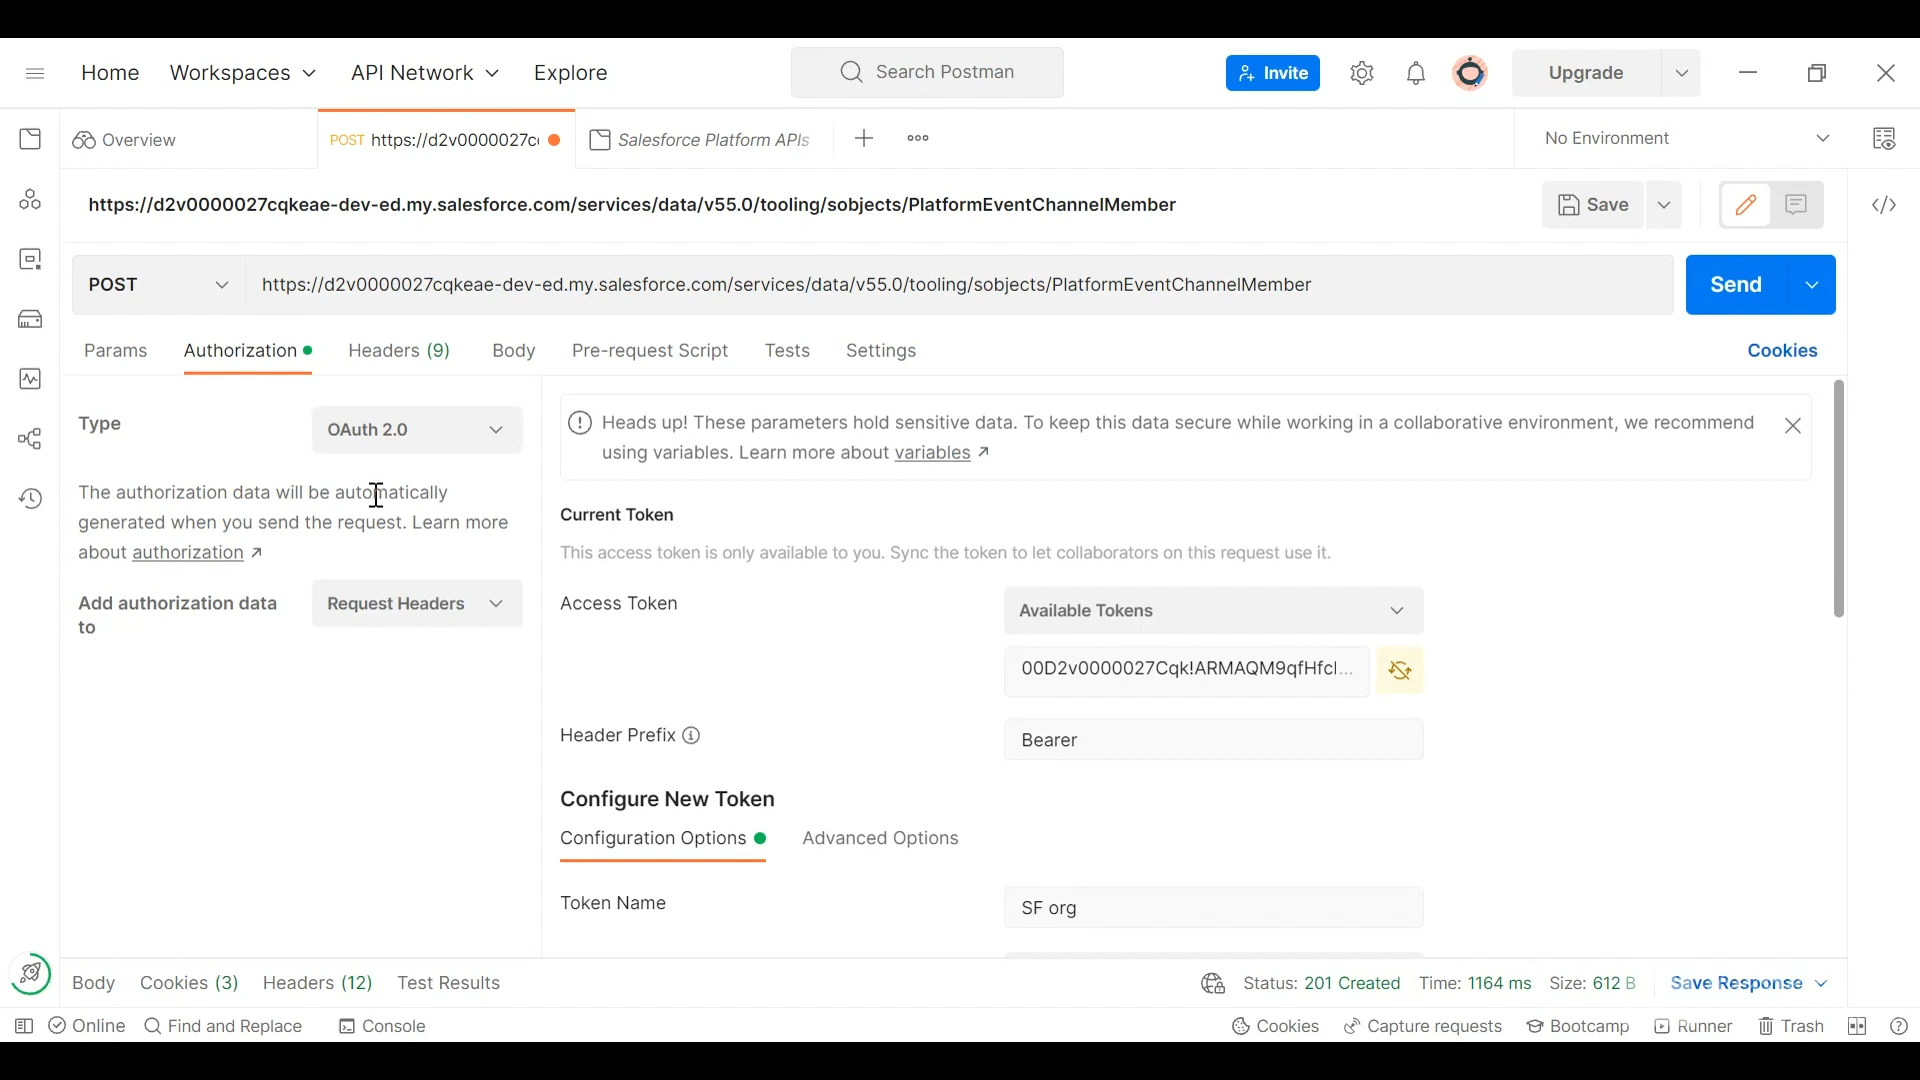 Home Workspaces API Network Explore Search Postman Invite Upgrade
Overview POST https://d2v0000027c Salesforce Platform APIs No Environment
https://d2v0000027cqkeae-dev-ed.my.salesforce.com/services/data/v55.0/tooling/sobjects/PlatformEventChannelMember Save
POST https://d2v0000027cqkeae-dev-ed.my.salesforce.com/services/data/v55.0/tooling/sobjects/PlatformEventChannelMember Send
Params Authorization Headers (9) Body Pre-request Script Tests Settings Cookies
Type OAuth 2.0
The authorization data will be automatically
generated when you send the request. Learn more
about authorization ↗
Add authorization data
to
Request Headers
Heads up! These parameters hold sensitive data. To keep this data secure while working in a collaborative environment, we recommend
using variables. Learn more about variables ↗
Current Token
This access token is only available to you. Sync the token to let collaborators on this request use it.
Access Token Available Tokens
00D2v0000027Cqk!ARMAQM9qfHfcl...
Header Prefix Bearer
Configure New Token
Configuration Options Advanced Options
Token Name SF org
Body Cookies (3) Headers (12) Test Results Status: 201 Created Time: 1164 ms Size: 612 B Save Response
Online Find and Replace Console Cookies Capture requests Bootcamp Runner Trash